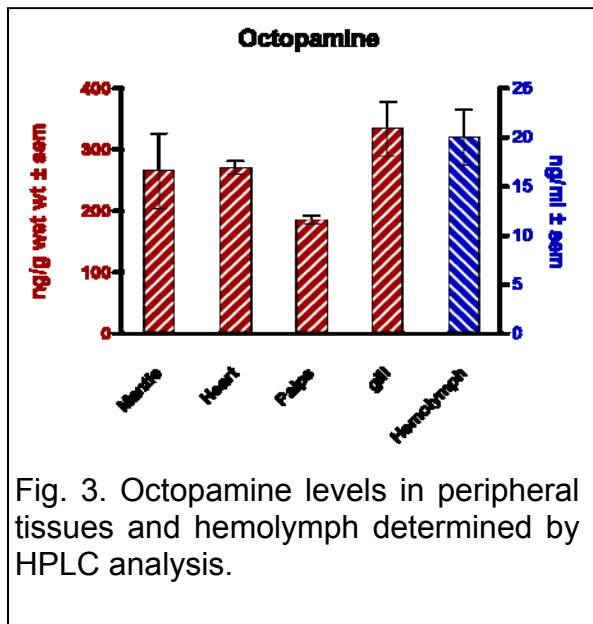 Octopamine
400
300
200
100
0
ng/g wet wt ± sem
25
20
15
10
5
0
ng/ml ± sem
Mantle
Heart
Palps
gill
Hemolymph
Fig. 3. Octopamine levels in peripheral
tissues and hemolymph determined by
HPLC analysis.